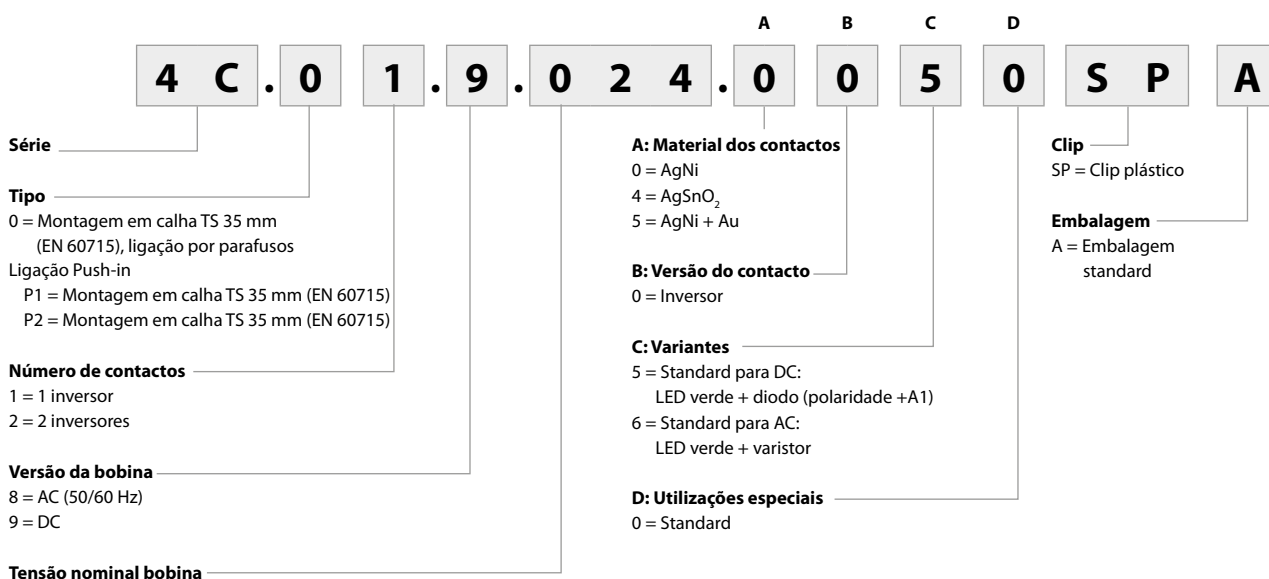 A B C D
4 C . 0 1 . 9 . 0 2 4 . 0 0 5 0 S P A
Série
Tipo
0 = Montagem em calha TS 35 mm
(EN 60715), ligação por parafusos
Ligação Push-in
P1 = Montagem em calha TS 35 mm (EN 60715)
P2 = Montagem em calha TS 35 mm (EN 60715)
Número de contactos
1 = 1 inversor
2 = 2 inversores
Versão da bobina
8 = AC (50/60 Hz)
9 = DC
Tensão nominal bobina
A: Material dos contactos
0 = AgNi
4 = AgSnO₂
5 = AgNi + Au
B: Versão do contacto
0 = Inversor
C: Variantes
5 = Standard para DC:
LED verde + diodo (polaridade +A1)
6 = Standard para AC:
LED verde + varistor
D: Utilizações especiais
0 = Standard
Clip
SP = Clip plástico
Embalagem
A = Embalagem
standard